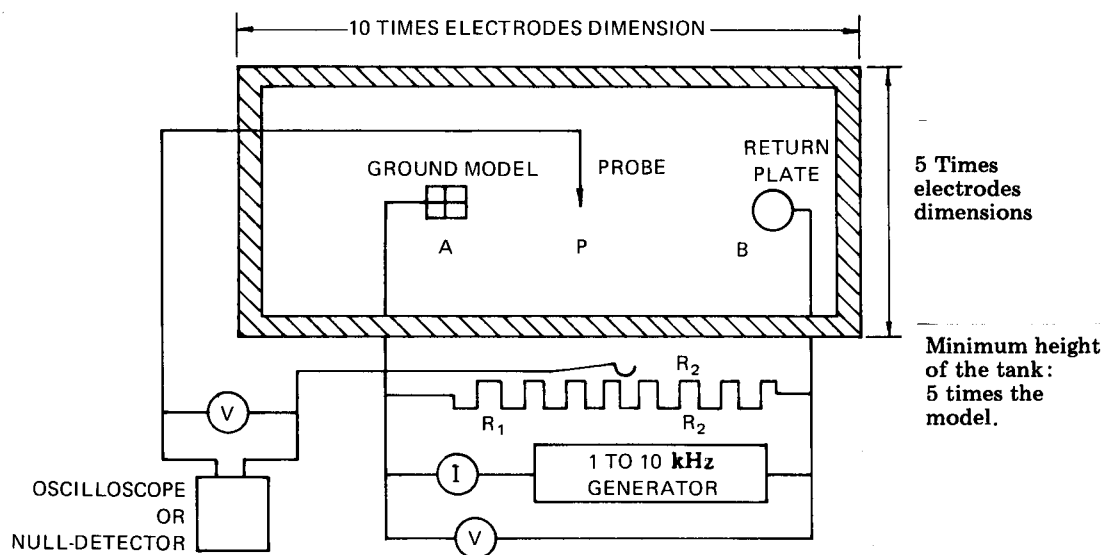 10 TIMES ELECTRODES DIMENSION
GROUND MODEL
PROBE
RETURN
PLATE
A
P
B
5 Times
electrodes
dimensions
Minimum height
of the tank:
5 times the
model.
R2
R1
R2
V
I
1 TO 10 kHz
GENERATOR
V
OSCILLOSCOPE
OR
NULL-DETECTOR